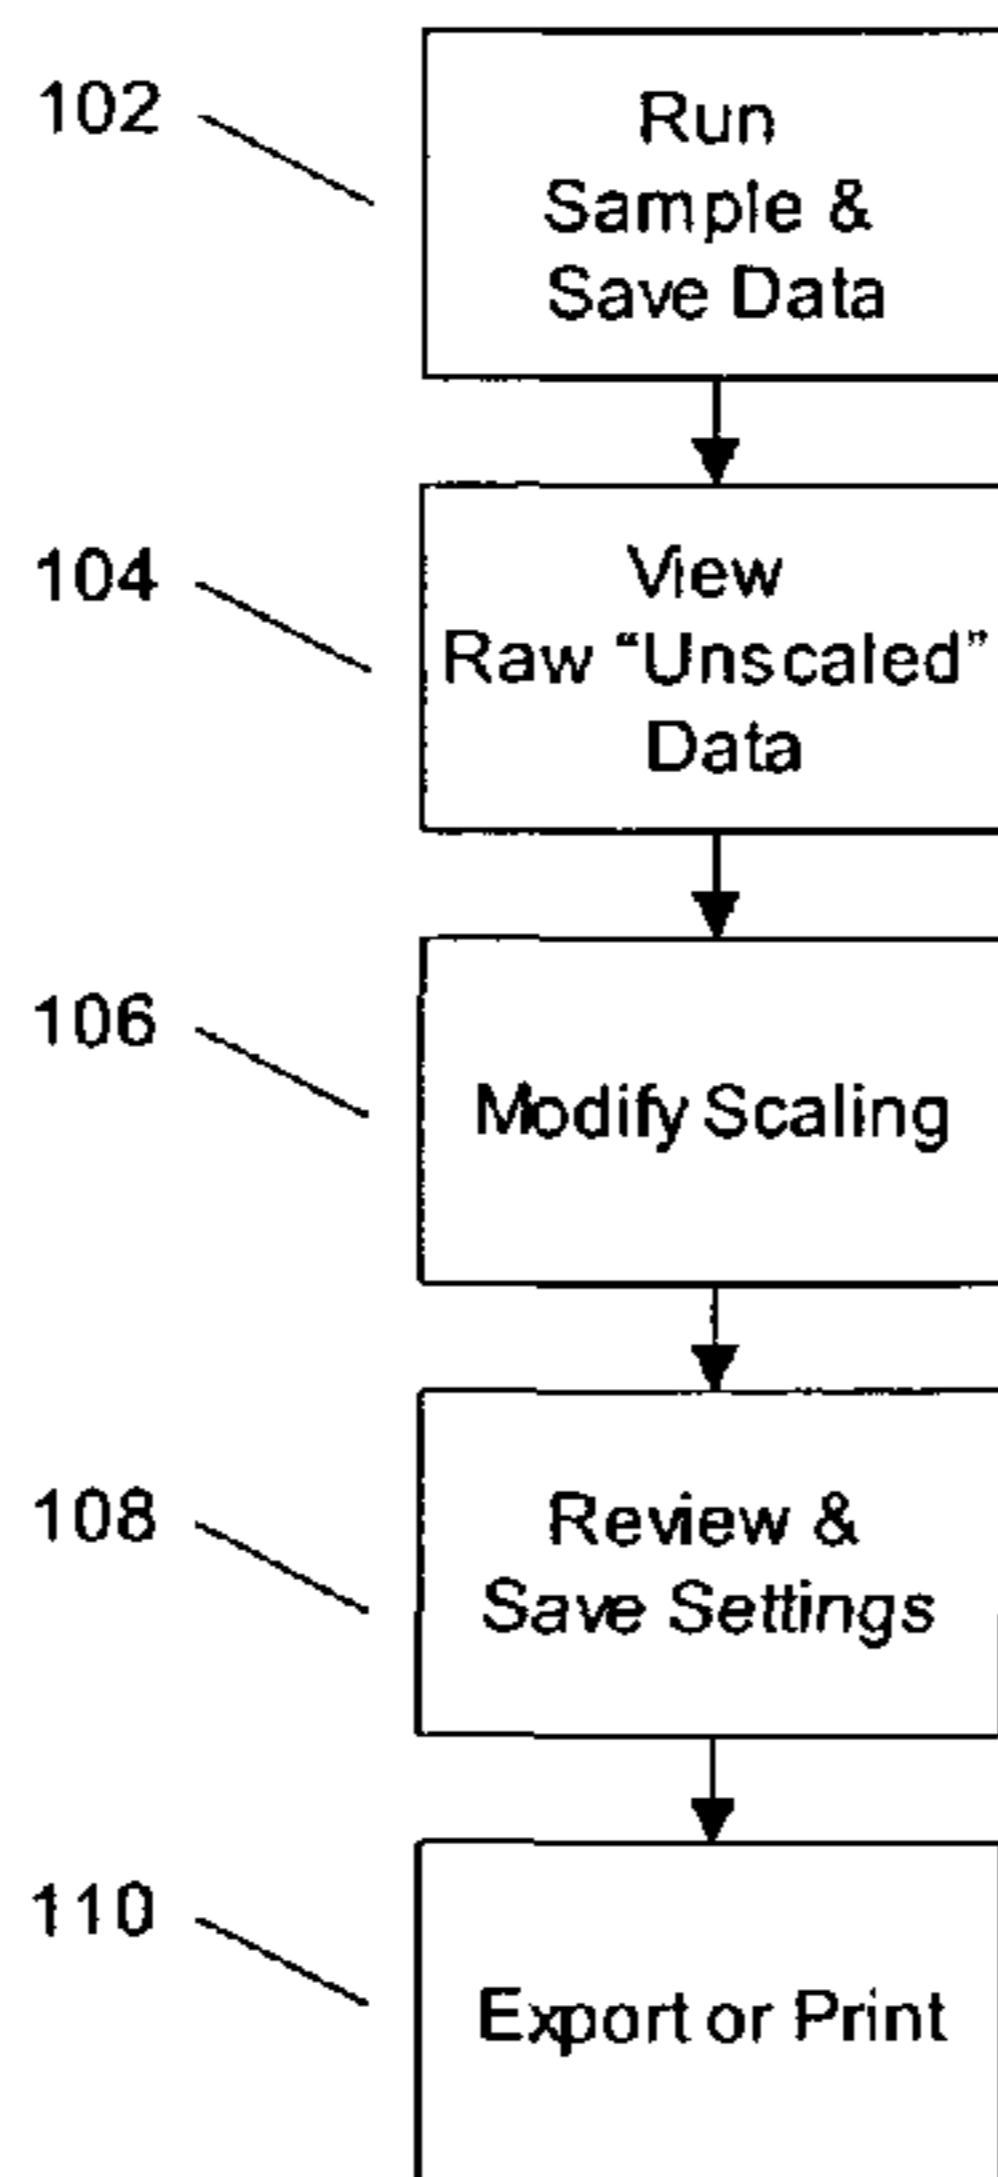 102
Run
Sample &
Save Data
104
View
Raw “Unscaled”
Data
106
Modify Scaling
108
Review &
Save Settings
110
Export or Print